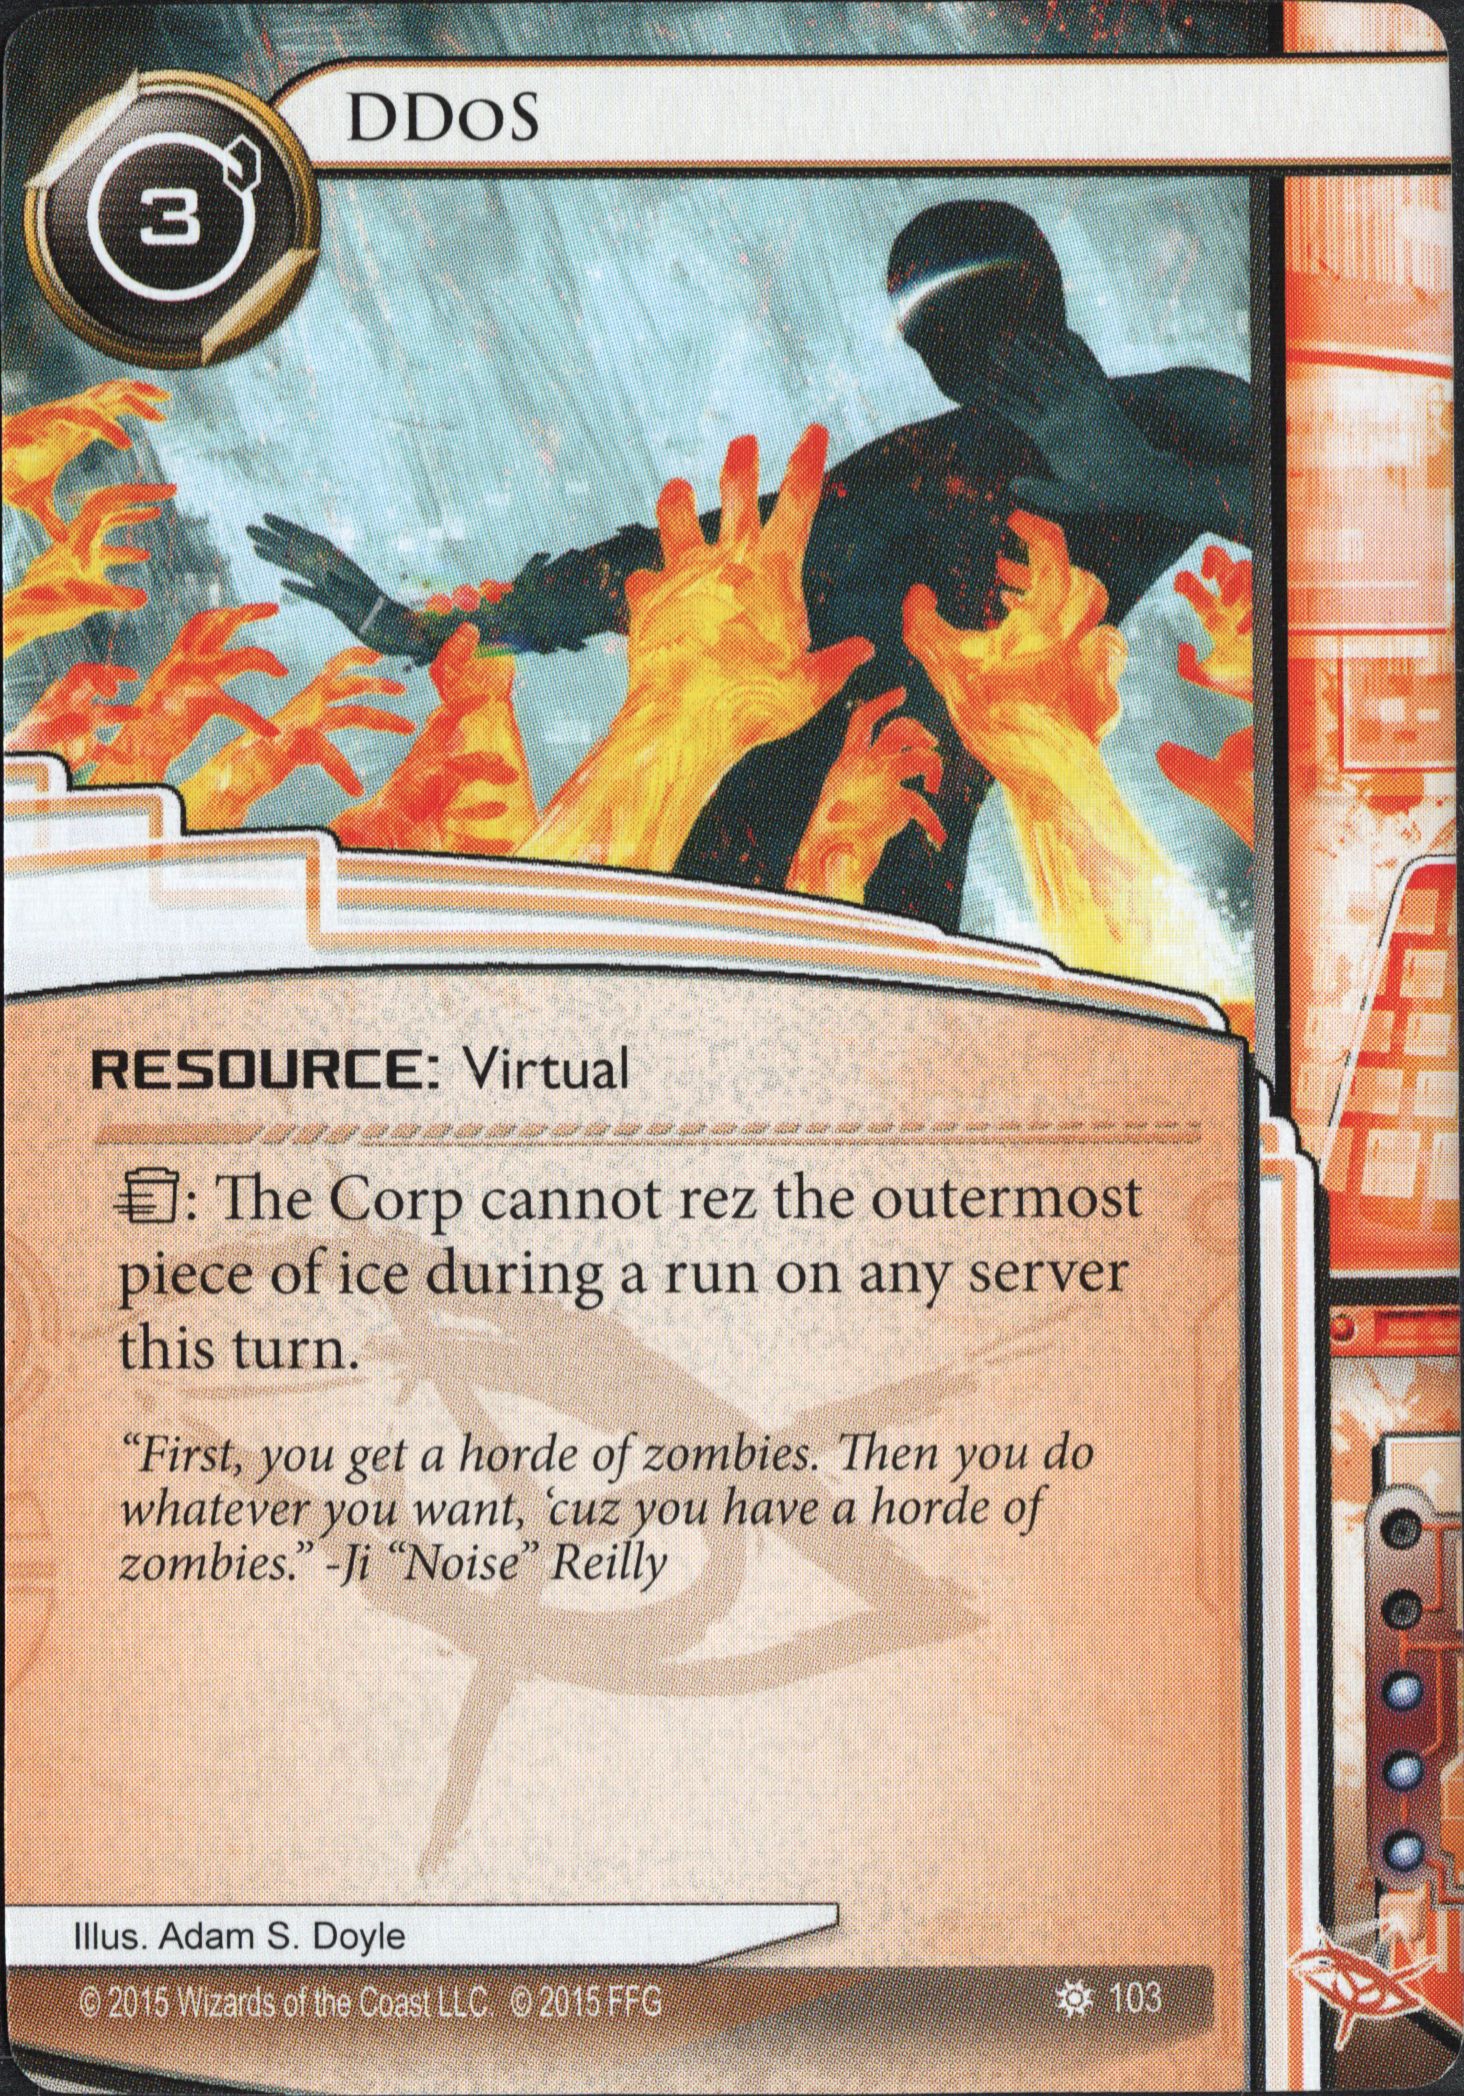 DDoS
3
RESOURCE: Virtual
: The Corp cannot rez the outermost
piece of ice during a run on any server
this turn.
“First, you get a horde of zombies. Then you do
whatever you want, ‘cuz you have a horde of
zombies.” -Ji “Noise” Reilly
Illus. Adam S. Doyle
© 2015 Wizards of the Coast LLC. © 2015 FFG
103